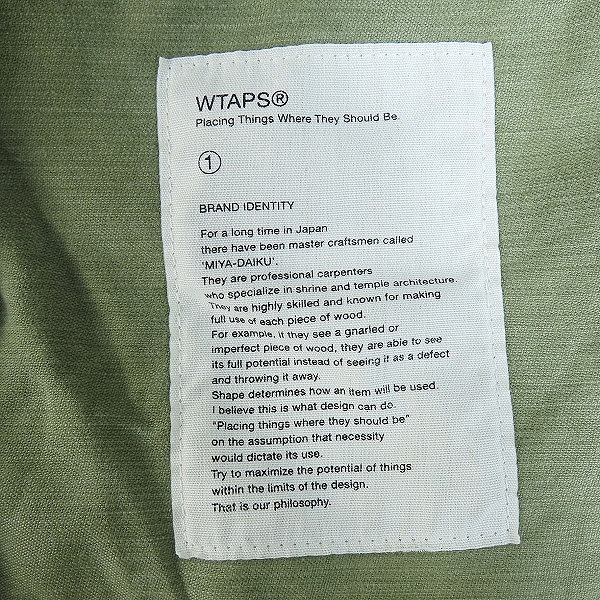 WTAPS®
Placing Things Where They Should Be.
①
BRAND IDENTITY
For a long time in Japan
there have been master craftsmen called
‘MIYA-DAIKU’.
They are professional carpenters
who specialize in shrine and temple architecture.
They are highly skilled and known for making
full use of each piece of wood.
For example, if they see a gnarled or
imperfect piece of wood, they are able to see
its full potential instead of seeing it as a defect
and throwing it away.
Shape determines how an item will be used.
I believe this is what design can do.
“Placing things where they should be”
on the assumption that necessity
would dictate its use.
Try to maximize the potential of things
within the limits of the design.
That is our philosophy.